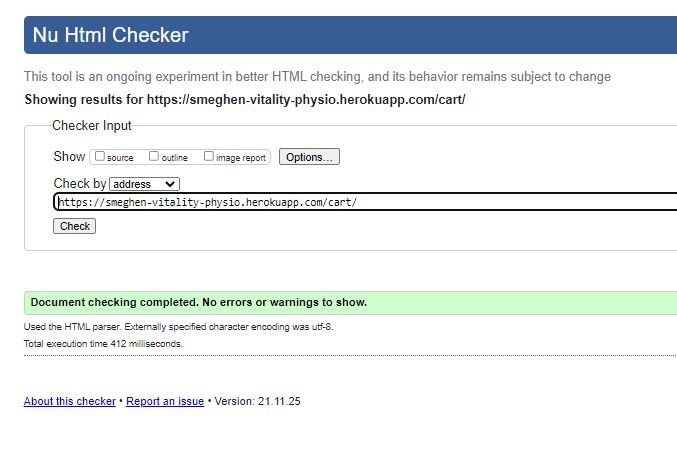 Nu Html Checker
This tool is an ongoing experiment in better HTML checking, and its behavior remains subject to change
Showing results for https://smeghen-vitality-physio.herokuapp.com/cart/
Checker Input
Show source outline image report Options...
Check by address
https://smeghen-vitality-physio.herokuapp.com/cart/
Check
Document checking completed. No errors or warnings to show.
Used the HTML parser. Externally specified character encoding was utf-8.
Total execution time 412 milliseconds.
About this checker • Report an issue • Version: 21.11.25